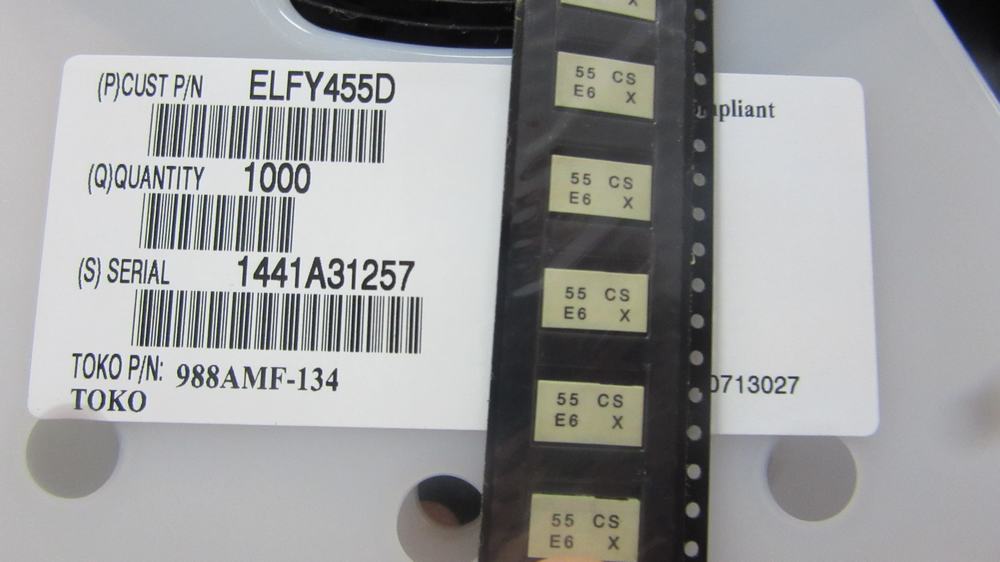 (P)CUST P/N ELFY455D
(Q)QUANTITY 1000
(S) SERIAL 1441A31257
TOKO P/N: 988AMF-134
TOKO
0713027
X
55 CS
E6 X
55 CS
E6 X
55 CS
E6 X
55 CS
E6 X
55 CS
E6 X